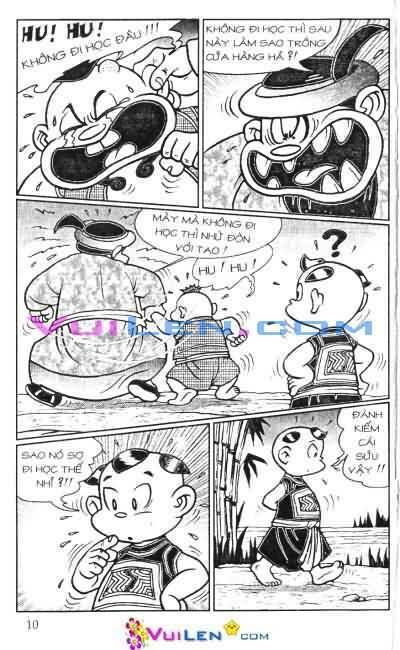 HU! HU!
KHÔNG ĐI HỌC ĐÂU!!!
KHÔNG ĐI HỌC THÌ SAU
NÀY LÀM SAO TRÔNG
CỬA HÀNG HẢ?!
MÀY MÀ KHÔNG ĐI
HỌC THÌ NHỪ ĐÒN
VỚI TAO!
HU! HU!
?
VUILEN.COM
SAO NÓ SỢ
ĐI HỌC THẾ
NHỈ?!!
ĐÀNH
KIẾM
CÁI
SỬU
VẬY!!
10
VUILEN COM